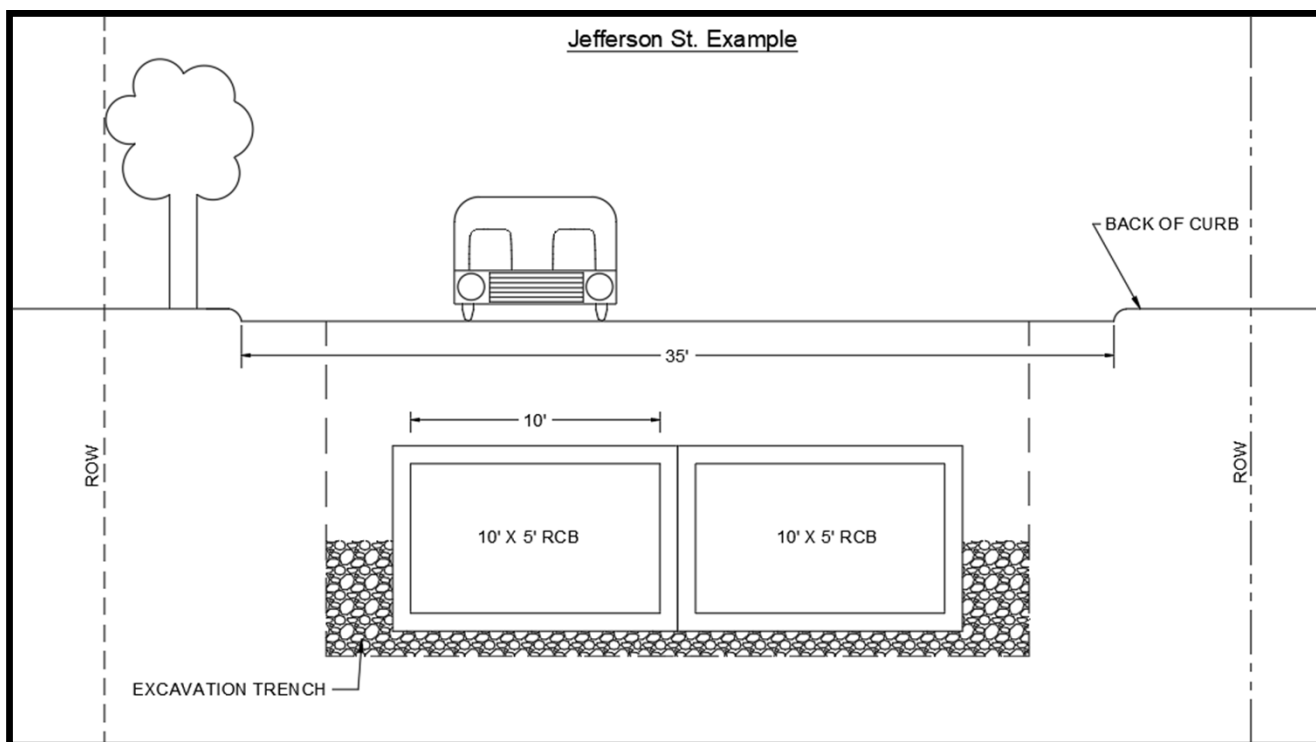 Jefferson St. Example
BACK OF CURB
35'
10'
ROW
ROW
10' X 5' RCB
10' X 5' RCB
EXCAVATION TRENCH